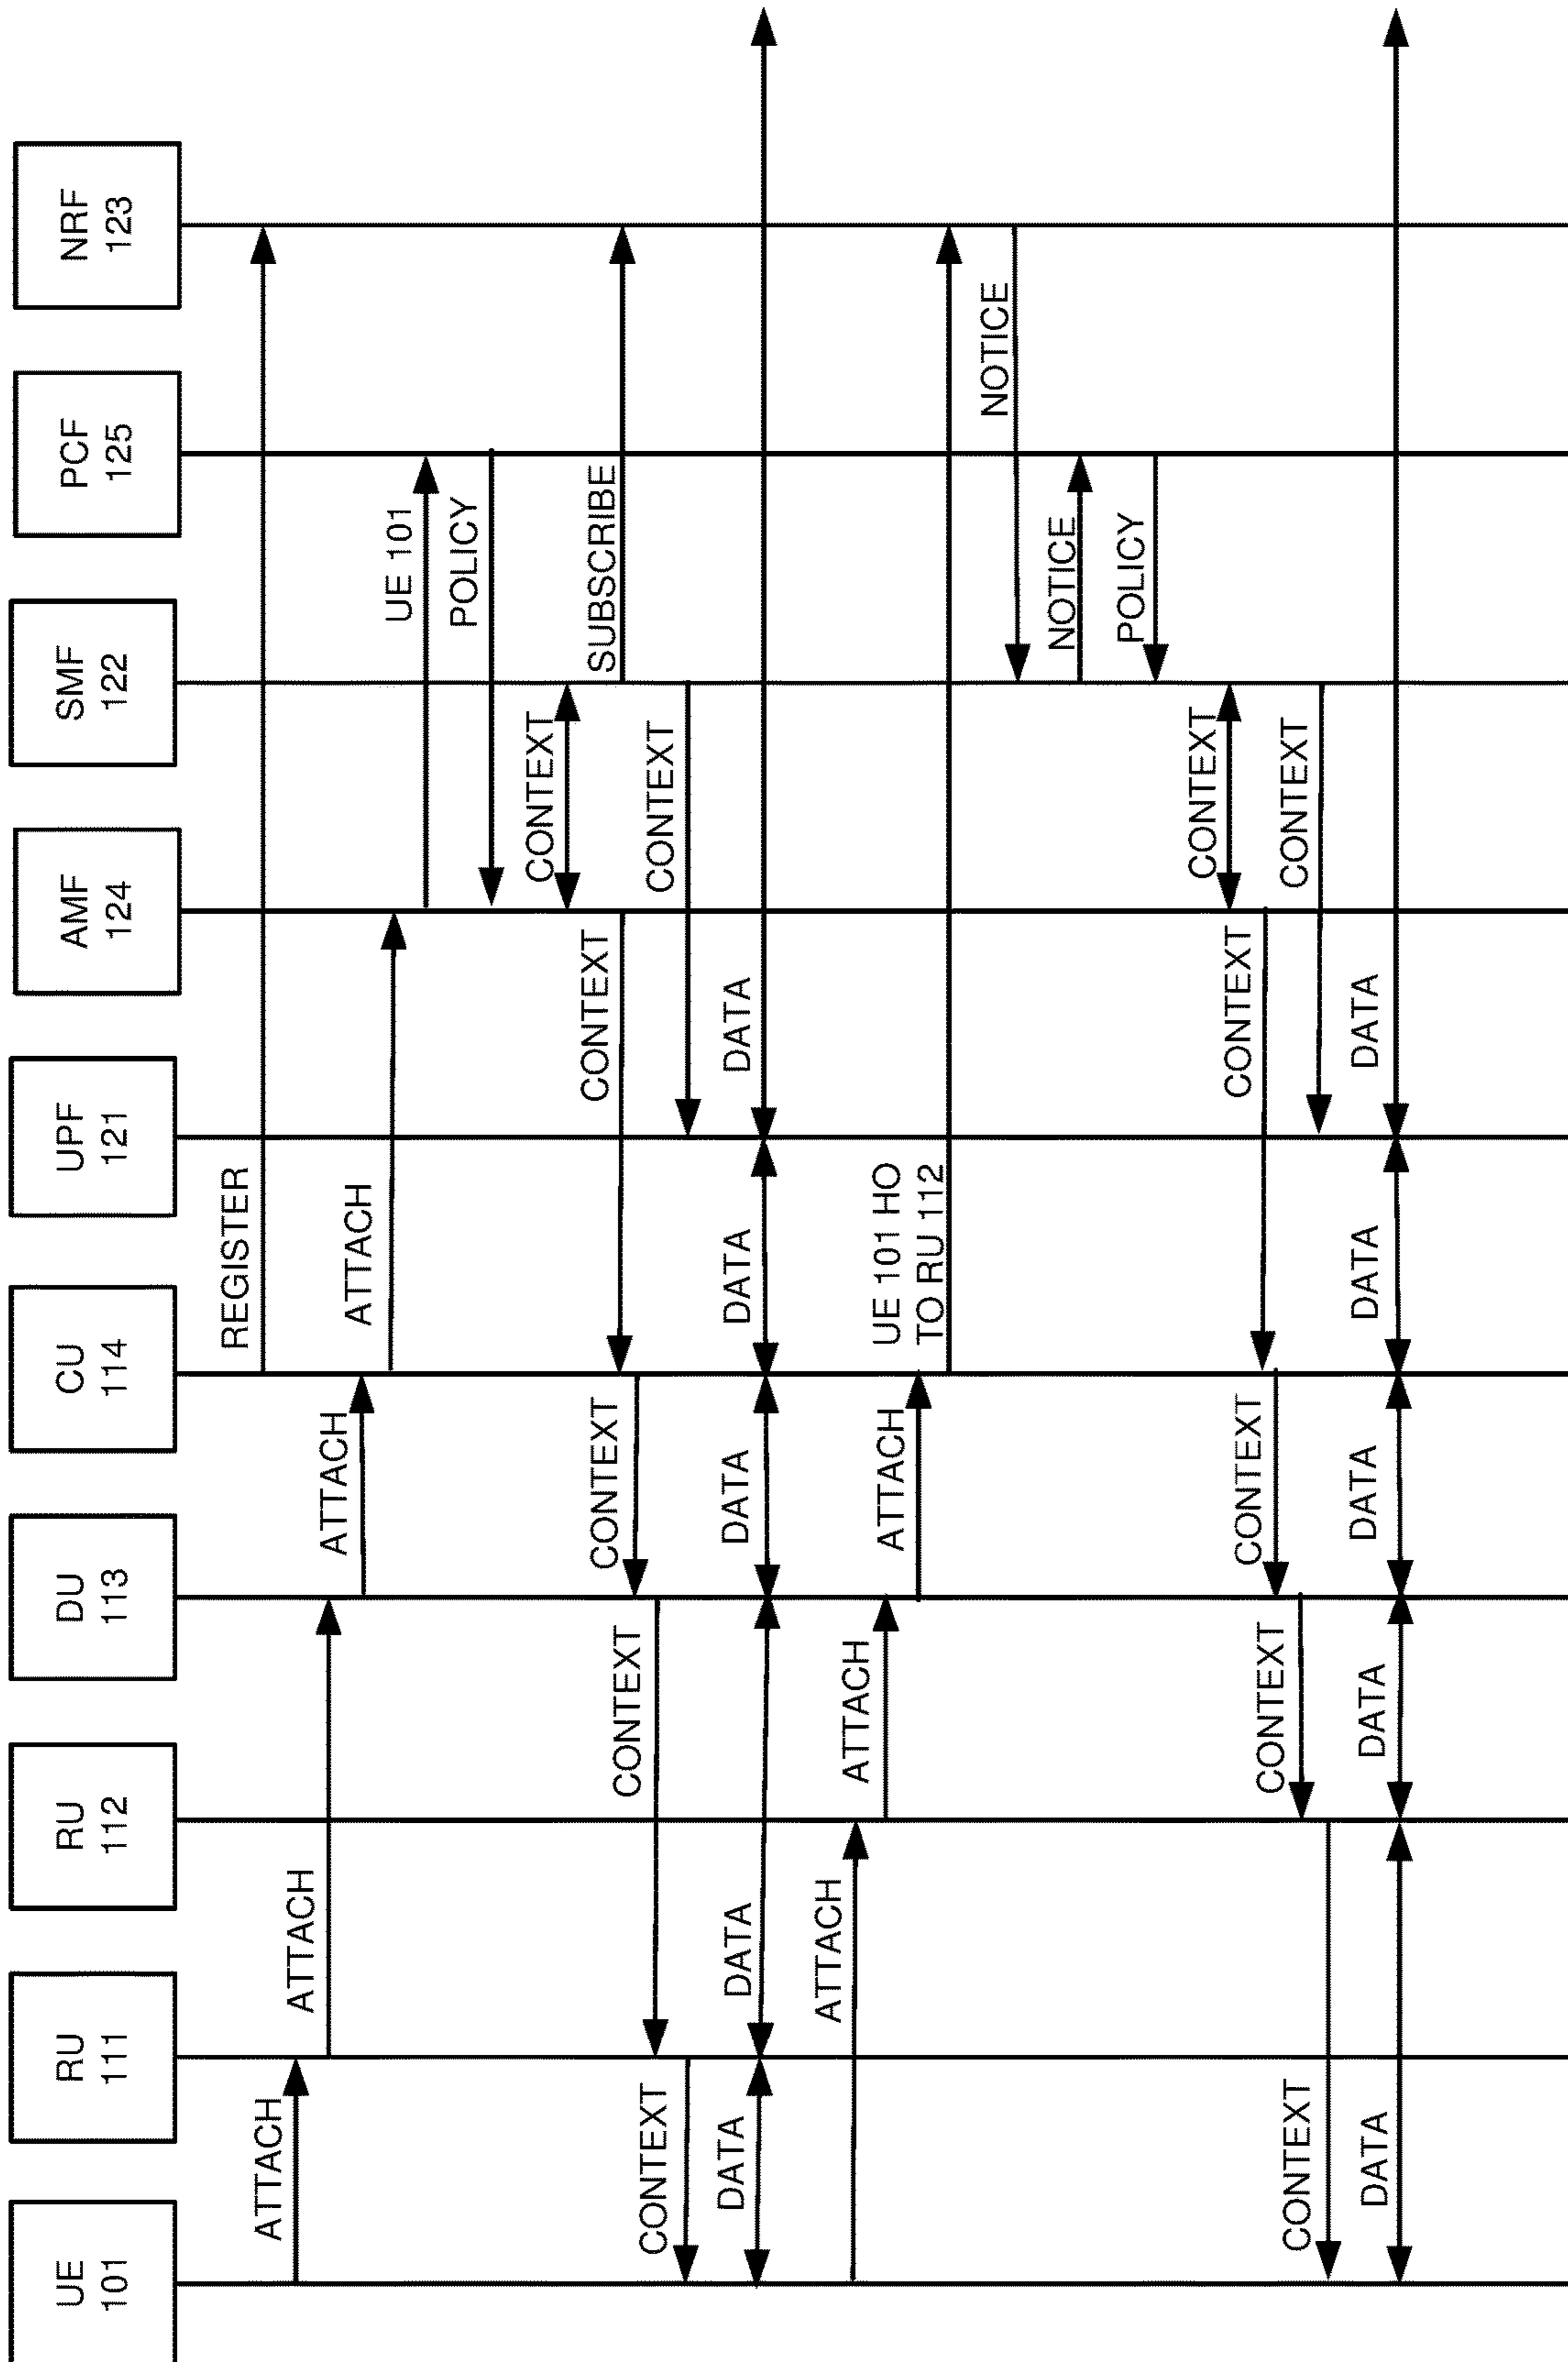 UE
101
RU
111
RU
112
DU
113
CU
114
UPF
121
AMF
124
SMF
122
PCF
125
NRF
123
REGISTER
ATTACH
ATTACH
ATTACH
ATTACH
UE 101
POLICY
CONTEXT
CONTEXT
SUBSCRIBE
CONTEXT
CONTEXT
CONTEXT
CONTEXT
DATA
DATA
DATA
DATA
DATA
ATTACH
ATTACH
ATTACH
UE 101 HO
TO RU 112
NOTICE
NOTICE
POLICY
CONTEXT
CONTEXT
CONTEXT
CONTEXT
CONTEXT
CONTEXT
DATA
DATA
DATA
DATA
DATA